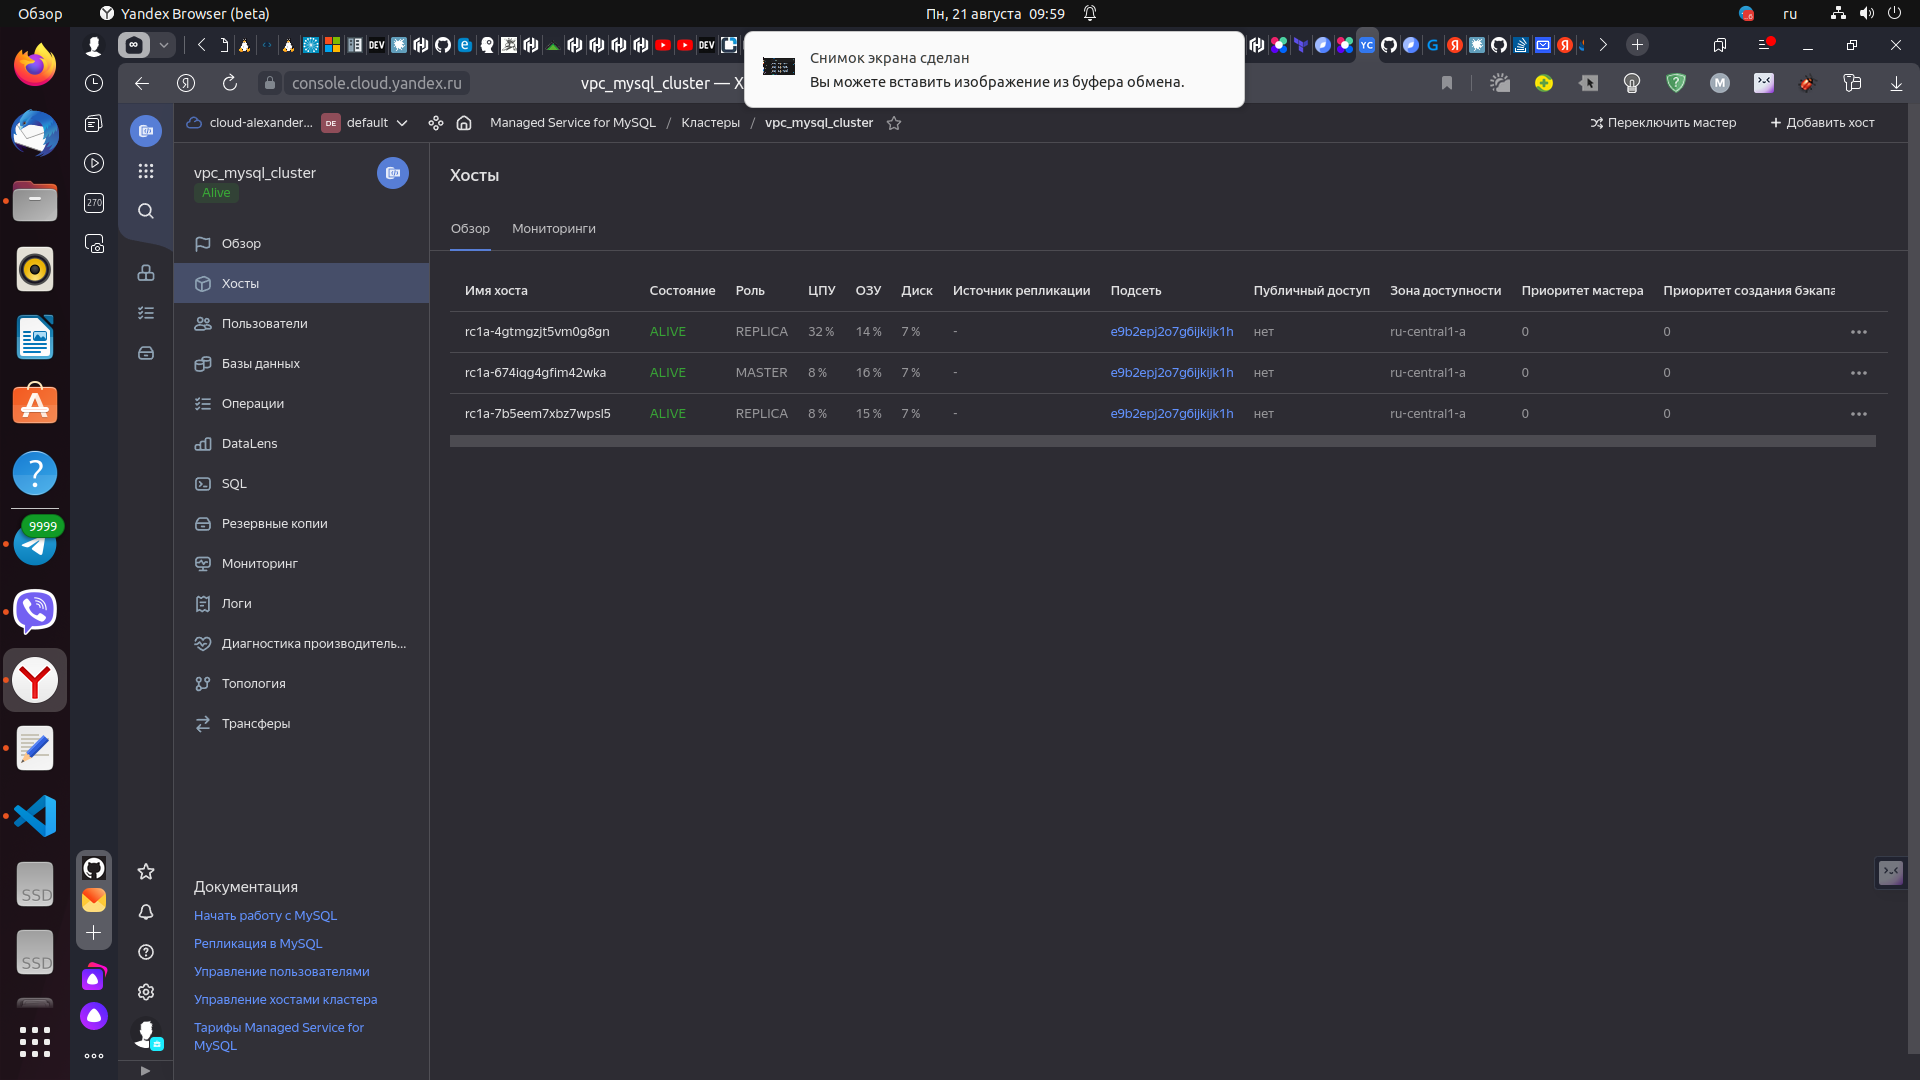 Обзор
Yandex Browser (beta)
Пн, 21 августа 09:59
ru
Снимок экрана сделан
Вы можете вставить изображение из буфера обмена.
console.cloud.yandex.ru
vpc_mysql_cluster — X
cloud-alexander...
DE
default
Managed Service for MySQL / Кластеры / vpc_mysql_cluster
Переключить мастер
Добавить хост
270
vpc_mysql_cluster
Alive
Обзор
Хосты
Пользователи
Базы данных
Операции
DataLens
SQL
Резервные копии
Мониторинг
Логи
Диагностика производитель...
Топология
Трансферы
Документация
Начать работу с MySQL
Репликация в MySQL
Управление пользователями
Управление хостами кластера
Тарифы Managed Service for
MySQL
Хосты
Обзор
Мониторинги
Имя хоста Состояние Роль ЦПУ ОЗУ Диск Источник репликации Подсеть Публичный доступ Зона доступности Приоритет мастера Приоритет создания бэкапа
rc1a-4gtmgzjt5vm0g8gn ALIVE REPLICA 32 % 14 % 7 % - e9b2epj2o7g6ijkijk1h нет ru-central1-a 0 0
rc1a-674iqg4gfim42wka ALIVE MASTER 8 % 16 % 7 % - e9b2epj2o7g6ijkijk1h нет ru-central1-a 0 0
rc1a-7b5eem7xbz7wpsl5 ALIVE REPLICA 8 % 15 % 7 % - e9b2epj2o7g6ijkijk1h нет ru-central1-a 0 0
9999
SSD
SSD